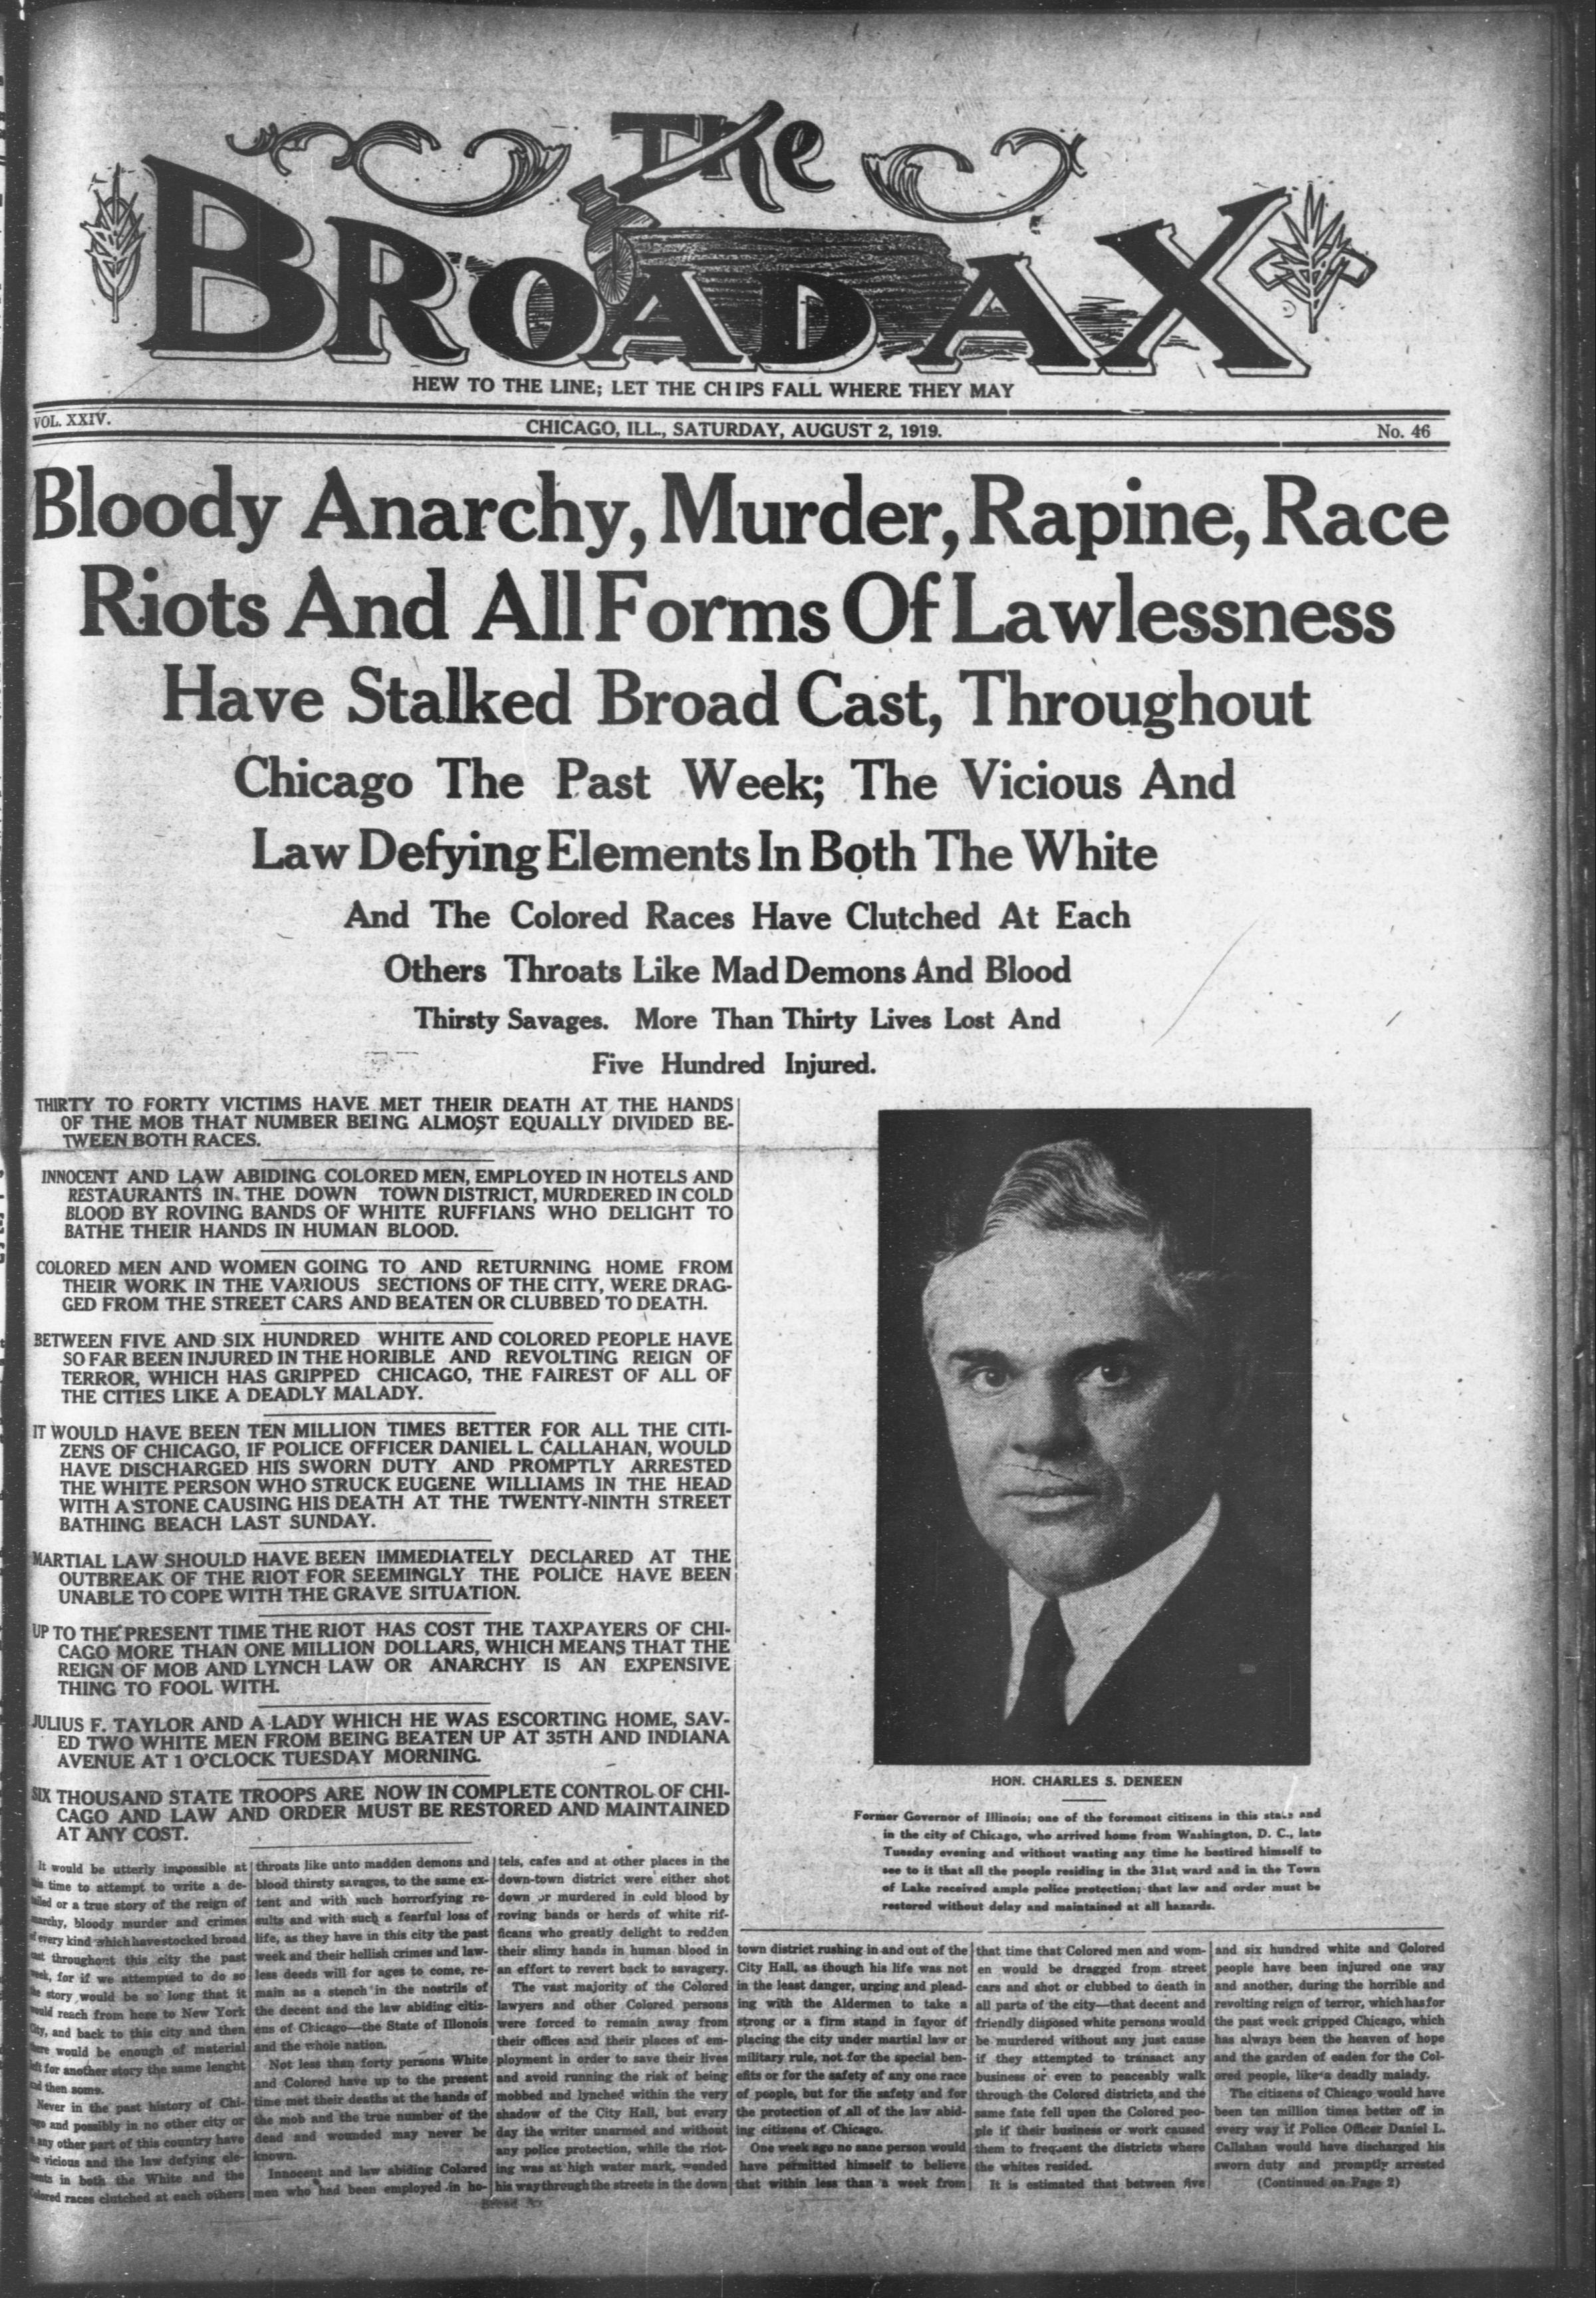 The
BROAD AX
HEW TO THE LINE; LET THE CHIPS FALL WHERE THEY MAY
VOL. XXIV.
CHICAGO, ILL., SATURDAY, AUGUST 2, 1919.
No. 46
Bloody Anarchy, Murder, Rapine, Race
Riots And All Forms Of Lawlessness
Have Stalked Broad Cast, Throughout
Chicago The Past Week; The Vicious And
Law Defying Elements In Both The White
And The Colored Races Have Clutched At Each
Others Throats Like Mad Demons And Blood
Thirsty Savages. More Than Thirty Lives Lost And
Five Hundred Injured.
THIRTY TO FORTY VICTIMS HAVE MET THEIR DEATH AT THE HANDS
OF THE MOB THAT NUMBER BEING ALMOST EQUALLY DIVIDED BE-
TWEEN BOTH RACES.
INNOCENT AND LAW ABIDING COLORED MEN, EMPLOYED IN HOTELS AND
RESTAURANTS IN THE DOWN TOWN DISTRICT, MURDERED IN COLD
BLOOD BY ROVING BANDS OF WHITE RUFFIANS WHO DELIGHT TO
BATHE THEIR HANDS IN HUMAN BLOOD.
COLORED MEN AND WOMEN GOING TO AND RETURNING HOME FROM
THEIR WORK IN THE VARIOUS SECTIONS OF THE CITY, WERE DRAG-
GED FROM THE STREET CARS AND BEATEN OR CLUBBED TO DEATH.
BETWEEN FIVE AND SIX HUNDRED WHITE AND COLORED PEOPLE HAVE
SO FAR BEEN INJURED IN THE HORIBLE AND REVOLTING REIGN OF
TERROR, WHICH HAS GRIPPED CHICAGO, THE FAIREST OF ALL OF
THE CITIES LIKE A DEADLY MALADY.
IT WOULD HAVE BEEN TEN MILLION TIMES BETTER FOR ALL THE CITI-
ZENS OF CHICAGO, IF POLICE OFFICER DANIEL L. CALLAHAN, WOULD
HAVE DISCHARGED HIS SWORN DUTY AND PROMPTLY ARRESTED
THE WHITE PERSON WHO STRUCK EUGENE WILLIAMS IN THE HEAD
WITH A STONE CAUSING HIS DEATH AT THE TWENTY-NINTH STREET
BATHING BEACH LAST SUNDAY.
MARTIAL LAW SHOULD HAVE BEEN IMMEDIATELY DECLARED AT THE
OUTBREAK OF THE RIOT FOR SEEMINGLY THE POLICE HAVE BEEN
UNABLE TO COPE WITH THE GRAVE SITUATION.
UP TO THE PRESENT TIME THE RIOT HAS COST THE TAXPAYERS OF CHI-
CAGO MORE THAN ONE MILLION DOLLARS, WHICH MEANS THAT THE
REIGN OF MOB AND LYNCH LAW OR ANARCHY IS AN EXPENSIVE
THING TO FOOL WITH.
JULIUS F. TAYLOR AND A LADY WHICH HE WAS ESCORTING HOME, SAV-
ED TWO WHITE MEN FROM BEING BEATEN UP AT 35TH AND INDIANA
AVENUE AT 1 O'CLOCK TUESDAY MORNING.
SIX THOUSAND STATE TROOPS ARE NOW IN COMPLETE CONTROL OF CHI-
CAGO AND LAW AND ORDER MUST BE RESTORED AND MAINTAINED
AT ANY COST.
HON. CHARLES S. DENEEN
Former Governor of Illinois; one of the foremost citizens in this state and
in the city of Chicago, who arrived home from Washington, D. C., late
Tuesday evening and without wasting any time he bestired himself to
see to it that all the people residing in the 31st ward and in the Town
of Lake received ample police protection; that law and order must be
restored without delay and maintained at all hazards.
It would be utterly impossible at
time to attempt to write a de-
or a true story of the reign of
bloody murder and crimes
of every kind which have stocked broad
throughout this city the past
week, for if we attempted to do so
story would be so long that it
would reach from here to New York
City, and back to this city and then
there would be enough of material
left for another story the same lenght
and then some.
Never in the past history of Chi-
cago and possibly in no other city or
any other part of this country have
vicious and the law defying ele-
ments in both the White and the
Colored races clutched at each others
throats like unto madden demons and
blood thirsty savages, to the same ex-
tent and with such horrorfying re-
sults and with such a fearful loss of
life, as they have in this city the past
week and their hellish crimes and law-
less deeds will for ages to come, re-
main as a stench in the nostrils of
the decent and the law abiding citiz-
ens of Chicago—the State of Illonois
and the whole nation.
Not less than forty persons White
and Colored have up to the present
time met their deaths at the hands of
the mob and the true number of the
dead and wounded may never be
known.
Innocent and law abiding Colored
men who had been employed in ho-
tels, cafes and at other places in the
down-town district were either shot
down or murdered in cold blood by
roving bands or herds of white rif-
ficans who greatly delight to redden
their slimy hands in human blood in
an effort to revert back to savagery.
The vast majority of the Colored
lawyers and other Colored persons
were forced to remain away from
their offices and their places of em-
ployment in order to save their lives
and avoid running the risk of being
mobbed and lynched within the very
shadow of the City Hall, but every
day the writer unarmed and without
any police protection, while the riot-
ing was at high water mark, wended
his way through the streets in the down
town district rushing in and out of the
City Hall, as though his life was not
in the least danger, urging and plead-
ing with the Aldermen to take a
strong or a firm stand in favor of
placing the city under martial law or
military rule, not for the special ben-
efits or for the safety of any one race
of people, but for the safety and for
the protection of all of the law abid-
ing citizens of Chicago.
One week ago no sane person would
have permitted himself to believe
that within less than a week from
that time that Colored men and wom-
en would be dragged from street
cars and shot or clubbed to death in
all parts of the city—that decent and
friendly disposed white persons would
be murdered without any just cause
if they attempted to transact any
business or even to peaceably walk
through the Colored districts and the
same fate fell upon the Colored peo-
ple if their business or work caused
them to frequent the districts where
the whites resided.
It is estimated that between five
and six hundred white and Colored
people have been injured one way
and another, during the horrible and
revolting reign of terror, which has for
the past week gripped Chicago, which
has always been the heaven of hope
and the garden of eaden for the Col-
ored people, like a deadly malady.
The citizens of Chicago would have
been ten million times better off in
every way if Police Officer Daniel L.
Callahan would have discharged his
sworn duty and promptly arrested
(Continued on Page 2)
Broad Ax